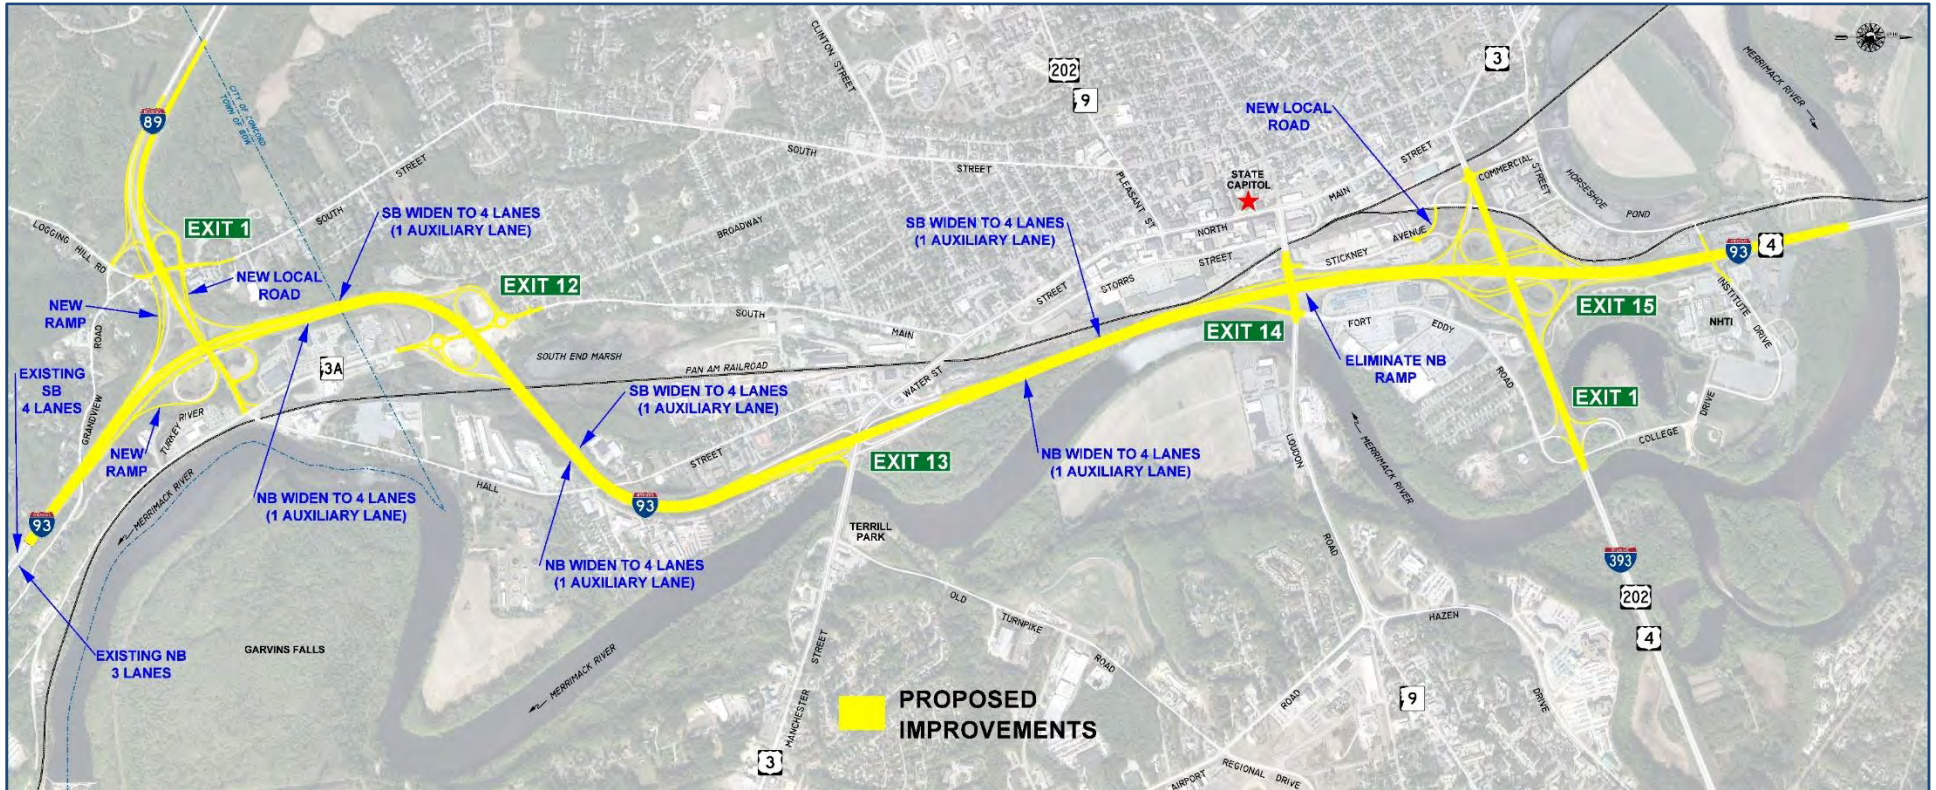 89
CITY OF CONCORD
TOWN OF BOW
CLINTON STREET
202
9
3
MERRIMACK RIVER
NEW LOCAL
ROAD
SOUTH
STREET
STREET
SOUTH
LOGGING HILL RD
EXIT 1
SB WIDEN TO 4 LANES
(1 AUXILIARY LANE)
BROADWAY
SB WIDEN TO 4 LANES
(1 AUXILIARY LANE)
PLEASANT ST
STATE
CAPITOL
NORTH
MAIN
STREET
COMMERCIAL
STREET
HORSESHOE
POND
NEW LOCAL
ROAD
EXIT 12
STORRS
STREET
STICKNEY
AVENUE
93
4
NEW
RAMP
ROAD
GRANDVIEW
EXISTING
SB
4 LANES
3A
SOUTH END MARSH
PAN AM RAILROAD
SOUTH
MAIN
STREET
WATER ST
EXIT 14
FORT
EDDY
ROAD
EXIT 15
NHTI
INSTITUTE DRIVE
ELIMINATE NB
RAMP
SB WIDEN TO 4 LANES
(1 AUXILIARY LANE)
EXIT 1
TURKEY RIVER
NEW
RAMP
COLLEGE
DRIVE
MERRIMACK RIVER
NB WIDEN TO 4 LANES
(1 AUXILIARY LANE)
HALL
STREET
EXIT 13
NB WIDEN TO 4 LANES
(1 AUXILIARY LANE)
LOUDON
ROAD
MERRIMACK RIVER
93
93
TERRILL
PARK
NB WIDEN TO 4 LANES
(1 AUXILIARY LANE)
393
202
4
OLD
TURNPIKE
ROAD
HAZEN
DRIVE
EXISTING NB
3 LANES
GARVINS FALLS
MERRIMACK RIVER
MANCHESTER
STREET
3
PROPOSED
IMPROVEMENTS
ROAD
9
AIRPORT
REGIONAL DRIVE